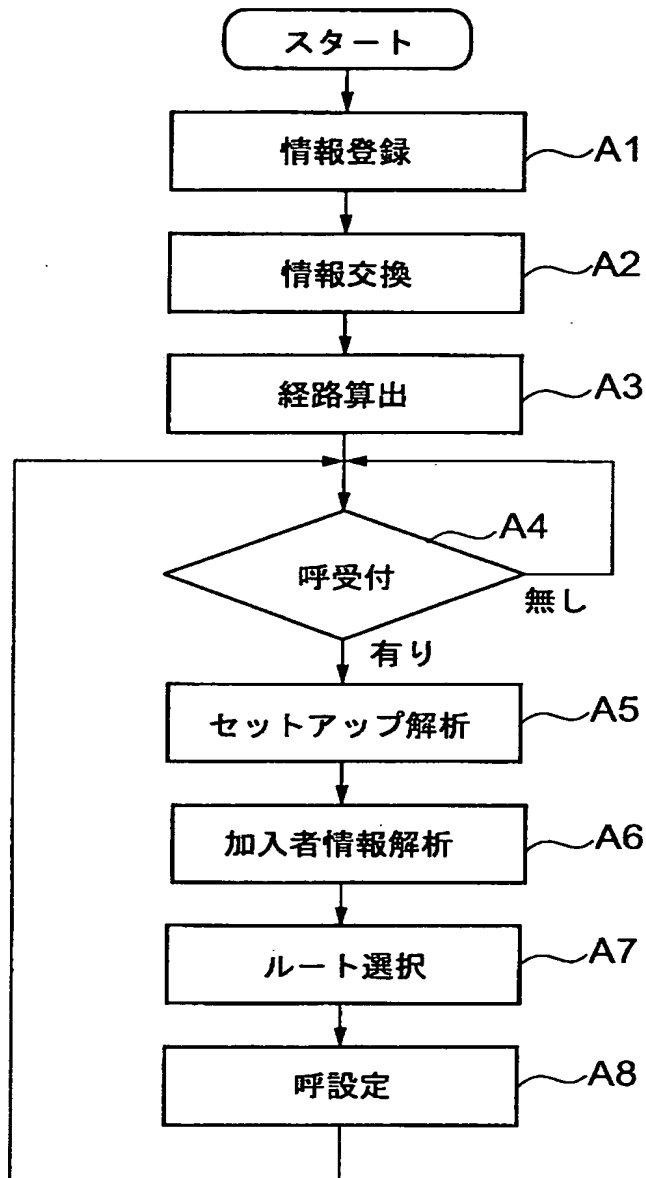 スタート
情報登録
A1
情報交換
A2
経路算出
A3
A4
呼受付
無し
有り
セットアップ解析
A5
加入者情報解析
A6
ルート選択
A7
呼設定
A8